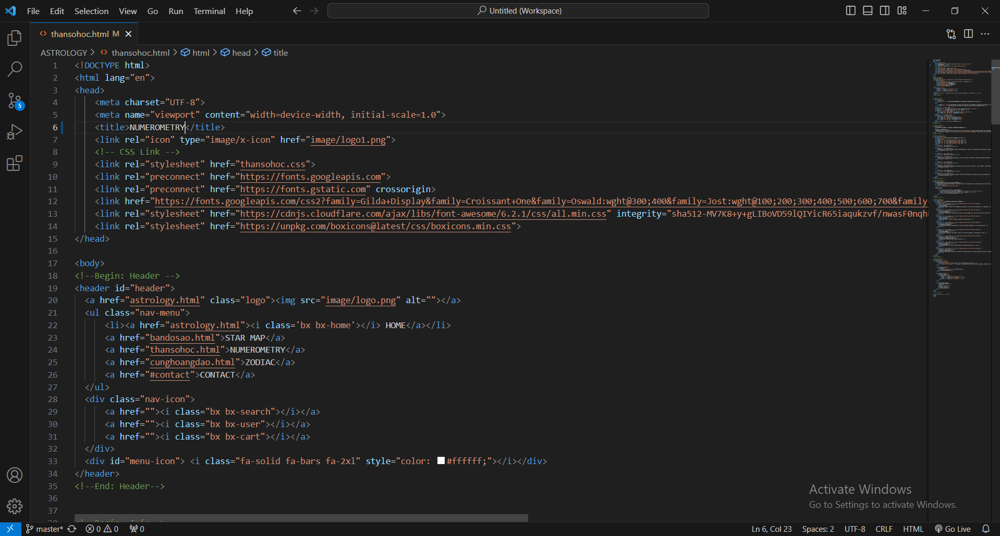 File Edit Selection View Go Run Terminal Help
Untitled (Workspace)
thansohoc.html M
ASTROLOGY > thansohoc.html > html > head > title
1 <!DOCTYPE html>
2 <html lang="en">
3 <head>
4 <meta charset="UTF-8">
5 <meta name="viewport" content="width=device-width, initial-scale=1.0">
6 <title>NUMEROMETRY</title>
7 <link rel="icon" type="image/x-icon" href="image/logo1.png">
8 <!-- CSS Link -->
9 <link rel="stylesheet" href="thansohoc.css">
10 <link rel="preconnect" href="https://fonts.googleapis.com">
11 <link rel="preconnect" href="https://fonts.gstatic.com" crossorigin>
12 <link href="https://fonts.googleapis.com/css2?family=Gilda+Display&family=Croissant+One&family=Oswald:wght@300;400&family=Jost:wght@100;200;300;400;500;600;700&family=
13 <link rel="stylesheet" href="https://cdnjs.cloudflare.com/ajax/libs/font-awesome/6.2.1/css/all.min.css" integrity="sha512-MV7K8+y+gLIBoVD59lQIYicR65iaqukzvf/nwasF0nqh
14 <link rel="stylesheet" href="https://unpkg.com/boxicons@latest/css/boxicons.min.css">
15 </head>
16
17 <body>
18 <!--Begin: Header -->
19 <header id="header">
20 <a href="astrology.html" class="logo"><img src="image/logo.png" alt=""></a>
21 <ul class="nav-menu">
22 <li><a href="astrology.html"><i class='bx bx-home'></i> HOME</a></li>
23 <a href="bandosao.html">STAR MAP</a>
24 <a href="thansohoc.html">NUMEROMETRY</a>
25 <a href="cunghoangdao.html">ZODIAC</a>
26 <a href="#contact">CONTACT</a>
27 </ul>
28 <div class="nav-icon">
29 <a href=""><i class="bx bx-search"></i></a>
30 <a href=""><i class="bx bx-user"></i></a>
31 <a href=""><i class="bx bx-cart"></i></a>
32 </div>
33 <div id="menu-icon"> <i class="fa-solid fa-bars fa-2xl" style="color: #ffffff;"></i></div>
34 </header>
35 <!--End: Header-->
36
37
5
Activate Windows
Go to Settings to activate Windows.
master* 0 0 0 Ln 6, Col 23 Spaces: 2 UTF-8 CRLF HTML Go Live